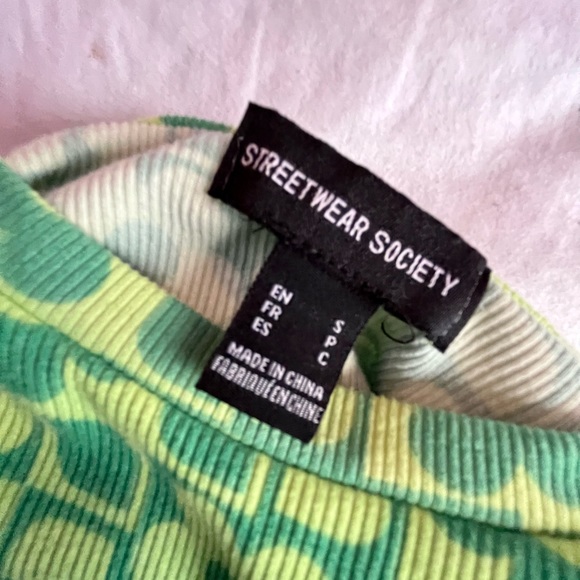 STREETWEAR SOCIETY
EN S
FR P
ES C
MADE IN CHINA
FABRIQUÉ EN CHINE